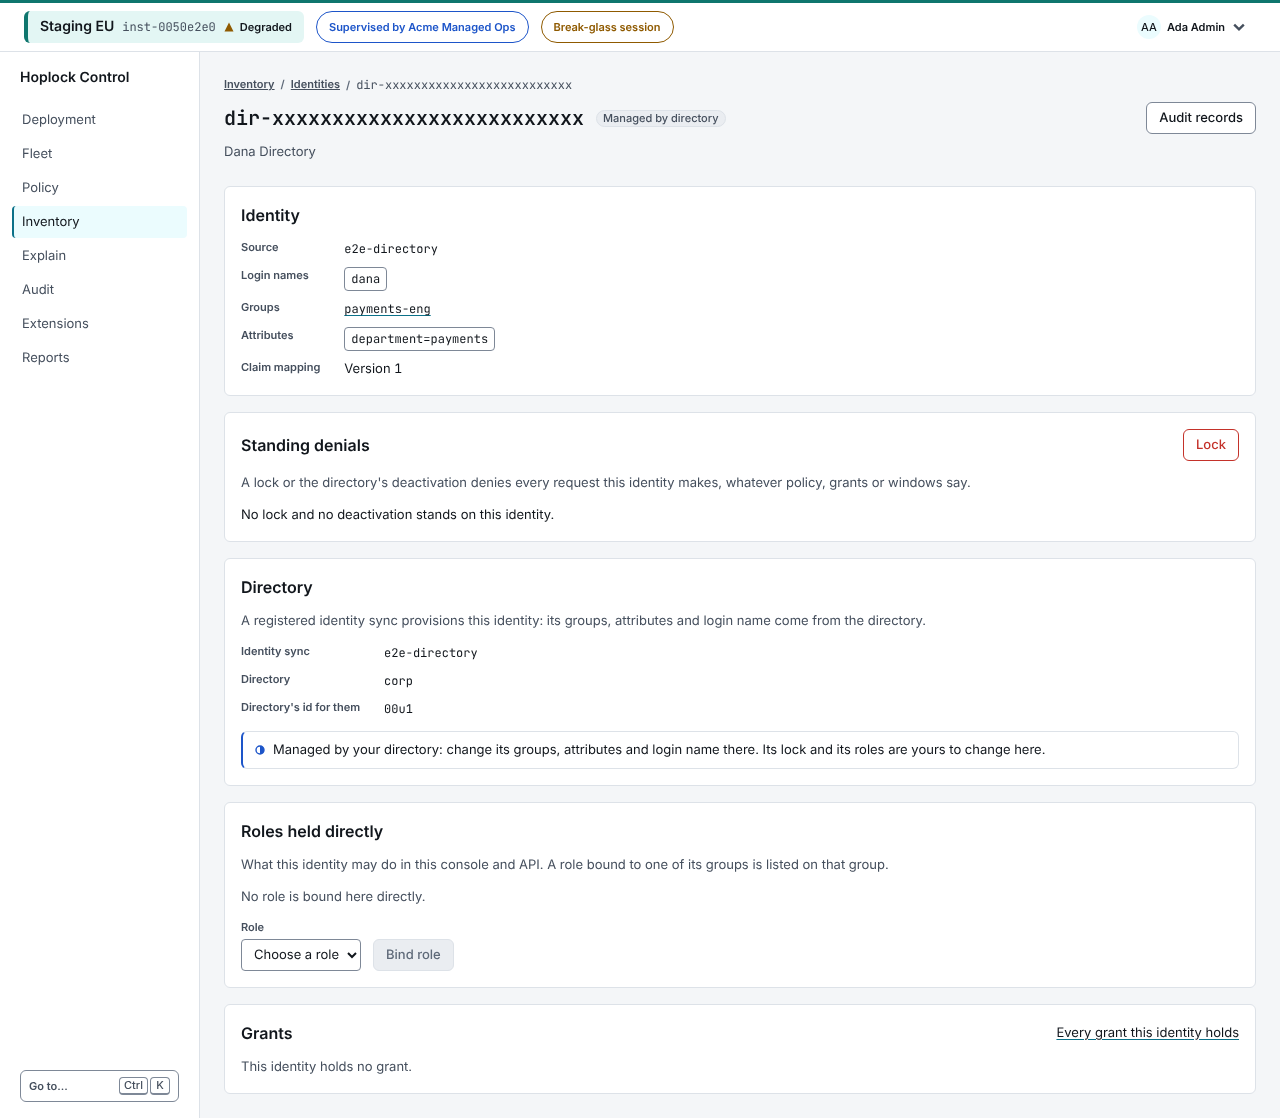 Staging EU inst-0050e2e0 Degraded Supervised by Acme Managed Ops Break-glass session AA Ada Admin
Hoplock Control
Deployment
Fleet
Policy
Inventory
Explain
Audit
Extensions
Reports
Go to... Ctrl K
Inventory / Identities / dir-xxxxxxxxxxxxxxxxxxxxxxxxxx
dir-xxxxxxxxxxxxxxxxxxxxxxxxxx Managed by directory Audit records
Dana Directory
Identity
Source e2e-directory
Login names dana
Groups payments-eng
Attributes department=payments
Claim mapping Version 1
Standing denials Lock
A lock or the directory's deactivation denies every request this identity makes, whatever policy, grants or windows say.
No lock and no deactivation stands on this identity.
Directory
A registered identity sync provisions this identity: its groups, attributes and login name come from the directory.
Identity sync e2e-directory
Directory corp
Directory's id for them 00u1
Managed by your directory: change its groups, attributes and login name there. Its lock and its roles are yours to change here.
Roles held directly
What this identity may do in this console and API. A role bound to one of its groups is listed on that group.
No role is bound here directly.
Role
Choose a role Bind role
Grants Every grant this identity holds
This identity holds no grant.